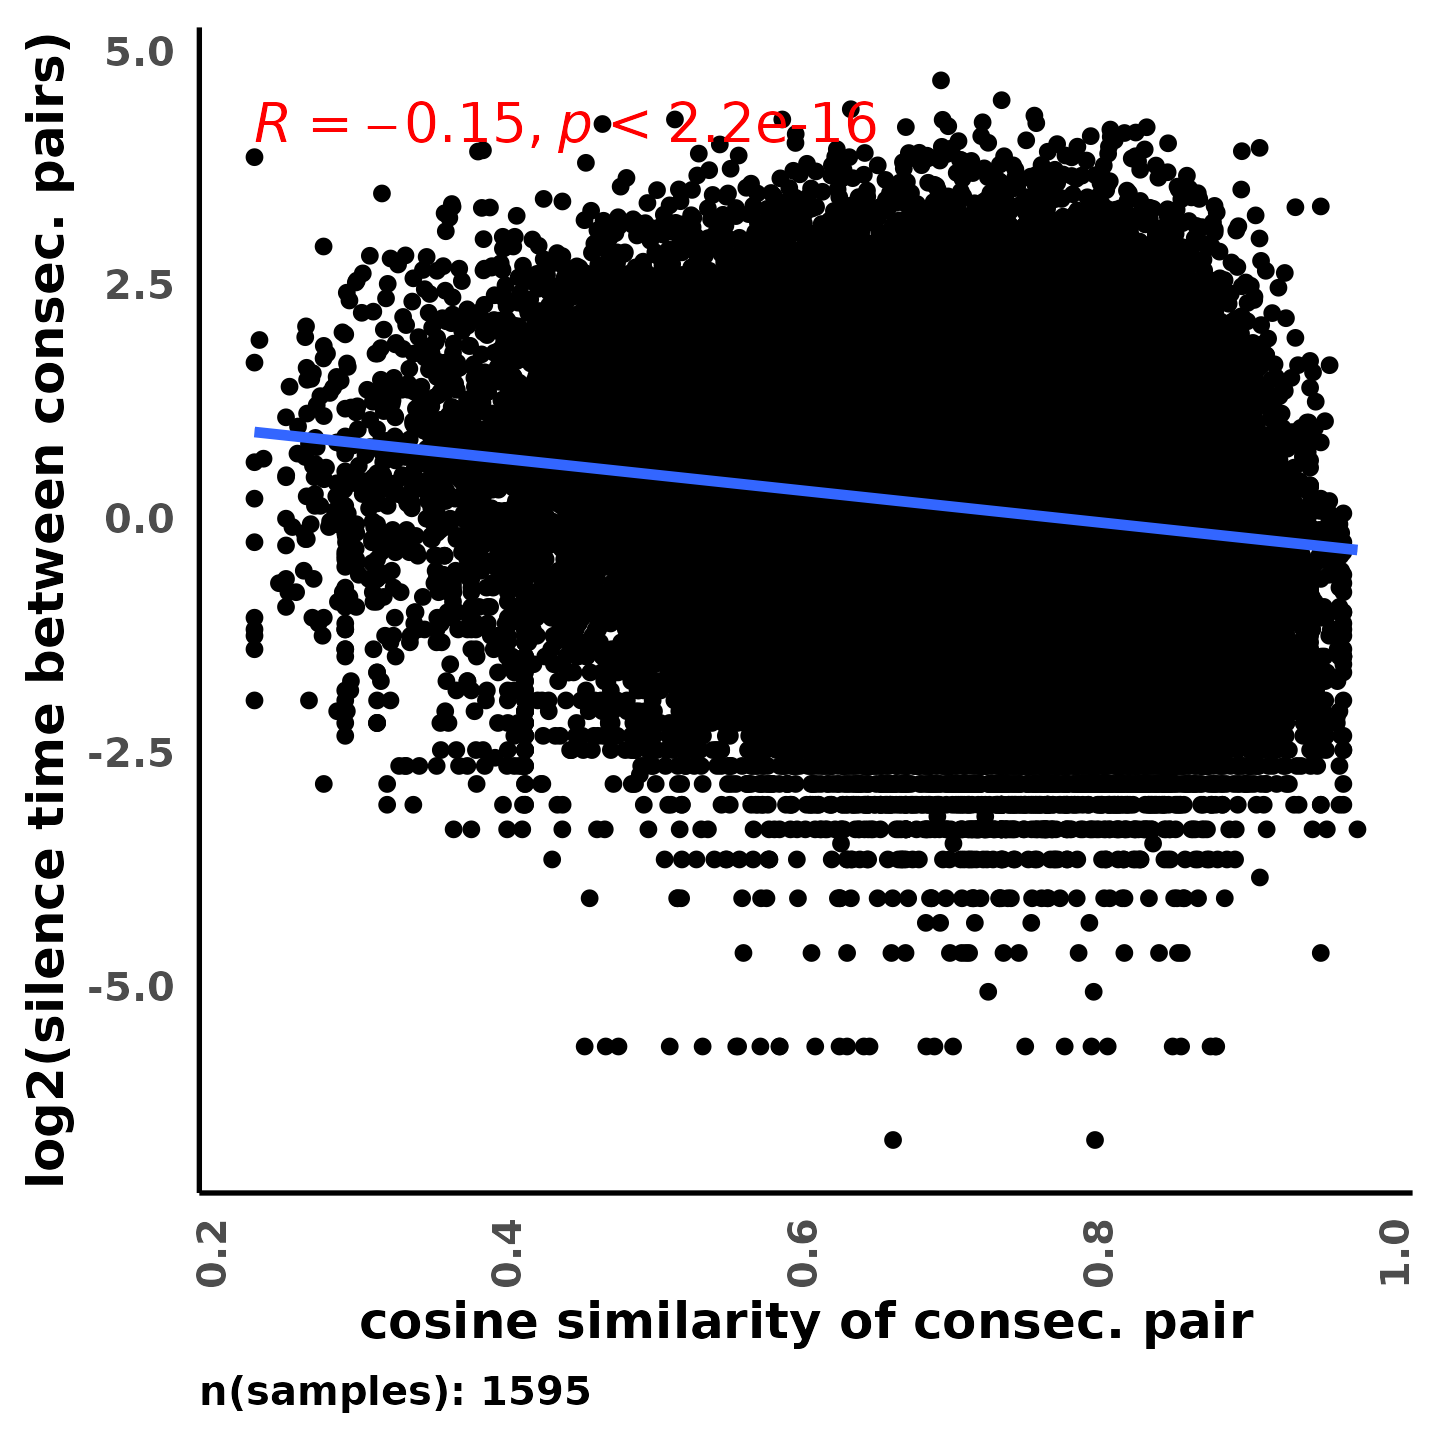 log2(silence time between consec. pairs)
5.0
R = −0.15, p < 2.2e-16
2.5
0.0
-2.5
-5.0
0.2 0.4 0.6 0.8 1.0
cosine similarity of consec. pair
n(samples): 1595